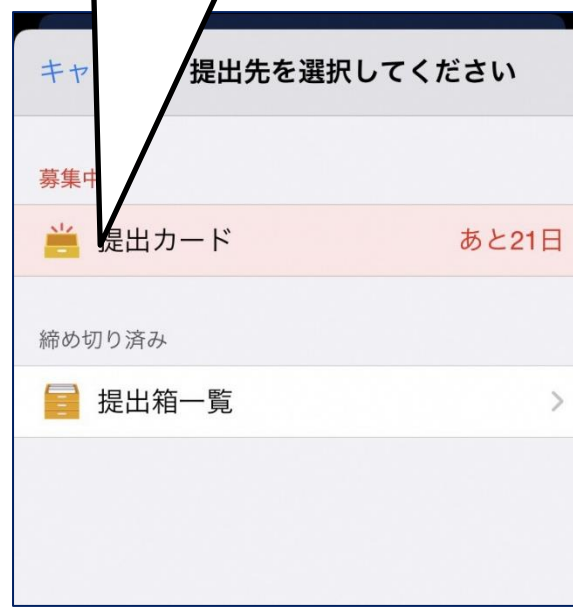 キャ 提出先を選択してください
募集中
提出カード あと21日
締め切り済み
提出箱一覧